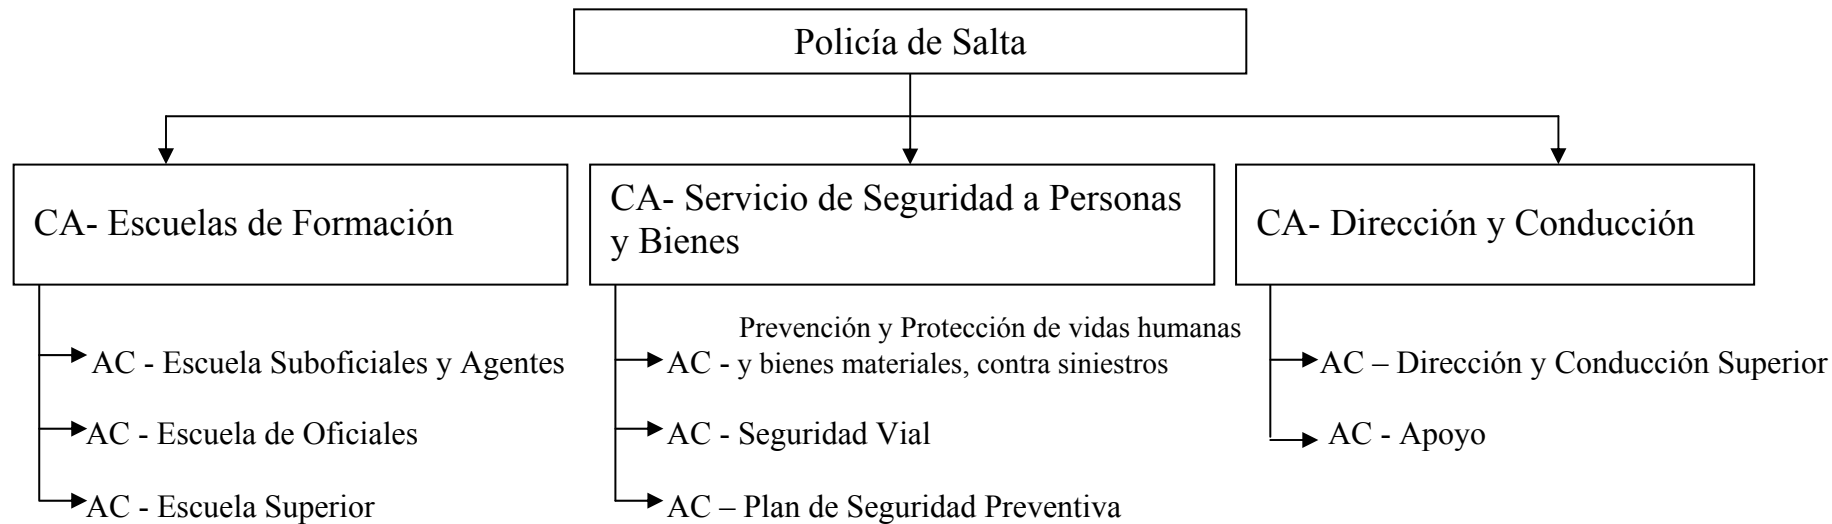 Policía de Salta
CA- Escuelas de Formación
AC - Escuela Suboficiales y Agentes
AC - Escuela de Oficiales
AC - Escuela Superior
CA- Servicio de Seguridad a Personas
y Bienes
Prevención y Protección de vidas humanas
AC - y bienes materiales, contra siniestros
AC - Seguridad Vial
AC – Plan de Seguridad Preventiva
CA- Dirección y Conducción
AC – Dirección y Conducción Superior
AC - Apoyo